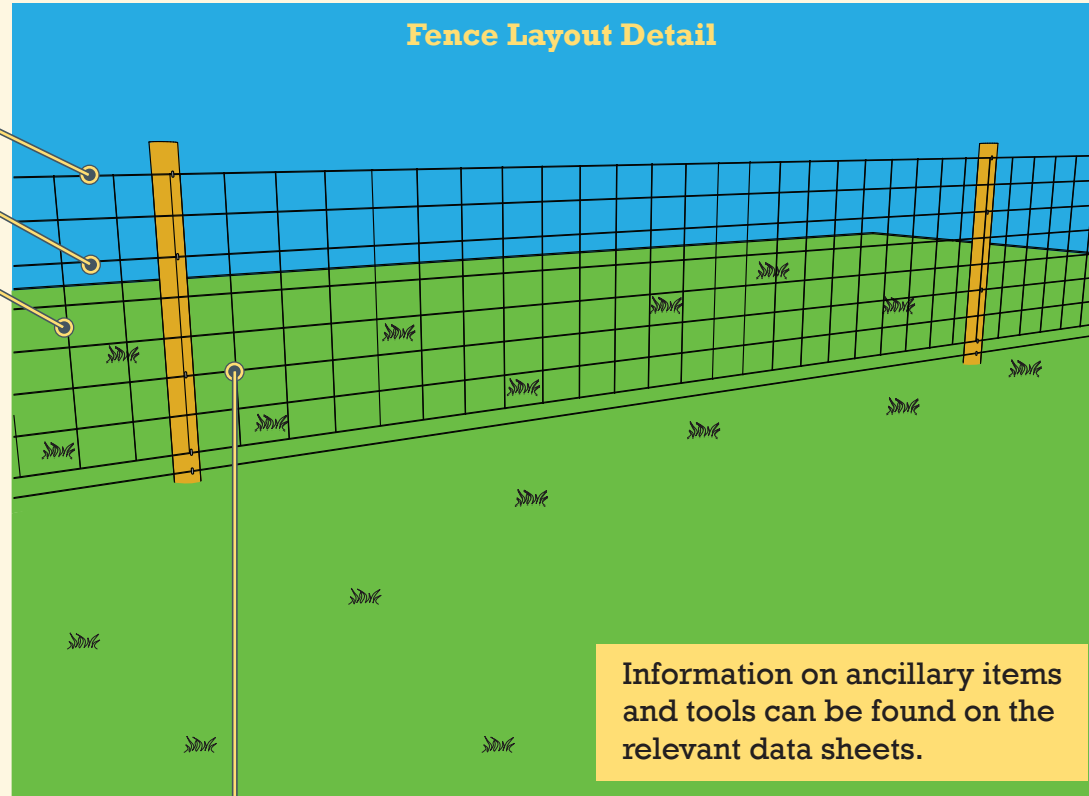 Fence Layout Detail
Information on ancillary items
and tools can be found on the
relevant data sheets.